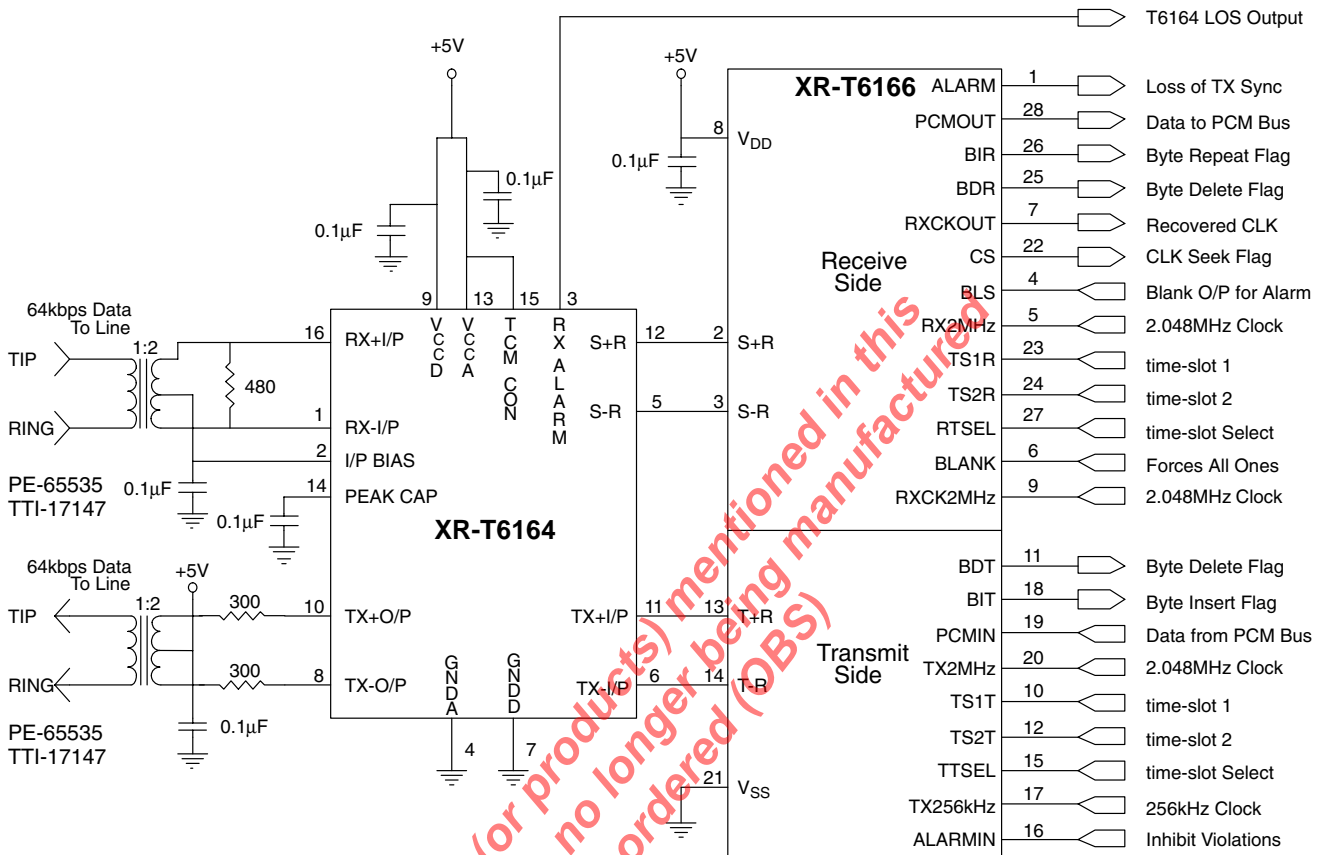 T6164 LOS Output
+5V
+5V
XR-T6166
ALARM 1 Loss of TX Sync
PCMOUT 28 Data to PCM Bus
8 VDD
BIR 26 Byte Repeat Flag
0.1μF
0.1μF
BDR 25 Byte Delete Flag
0.1μF
RXCKOUT 7 Recovered CLK
Receive
Side
CS 22 CLK Seek Flag
BLS 4 Blank O/P for Alarm
64kbps Data
To Line
9 13 15 3
VCCD
VCCA
TCM CON
RX ALARM
RX2MHz 5 2.048MHz Clock
1:2
16 RX+I/P
S+R 12 2 S+R
TIP
480
TS1R 23 time-slot 1
TS2R 24 time-slot 2
S-R 5 3 S-R
RING
1 RX-I/P
RTSEL 27 time-slot Select
2 I/P BIAS
BLANK 6 Forces All Ones
PE-65535
TTI-17147
0.1μF
14 PEAK CAP
RXCK2MHz 9 2.048MHz Clock
0.1μF
XR-T6164
64kbps Data
To Line
+5V
BDT 11 Byte Delete Flag
1:2
300
TIP
10 TX+O/P
TX+I/P 11 13 T+R
BIT 18 Byte Insert Flag
PCMIN 19 Data from PCM Bus
Transmit
Side
TX2MHz 20 2.048MHz Clock
300
RING
8 TX-O/P
GNDA
GNDD
TX-I/P 6 14 T-R
TS1T 10 time-slot 1
PE-65535
TTI-17147
0.1μF
4 7
TS2T 12 time-slot 2
TTSEL 15 time-slot Select
21 VSS
TX256kHz 17 256kHz Clock
ALARMIN 16 Inhibit Violations
(or products) mentioned in this
no longer being manufactured
ordered (OBS)